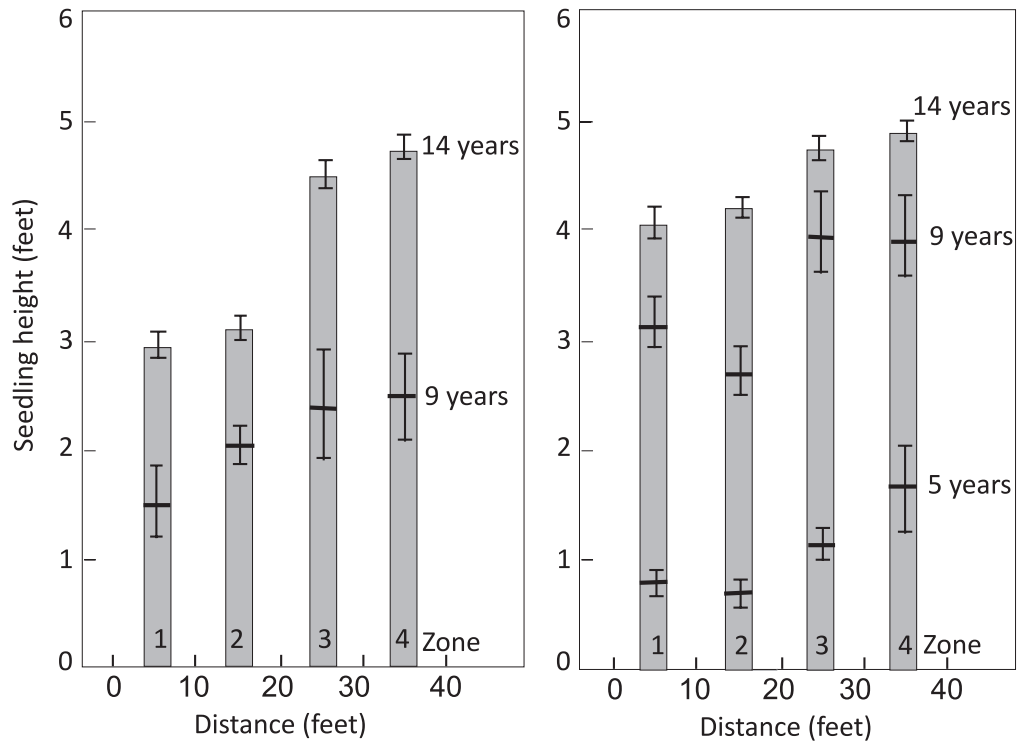 6
5
4
3
2
1
0
Seedling height (feet)
14 years
9 years
1 2 3 4 Zone
0 10 20 30 40
Distance (feet)
6
5
4
3
2
1
0
14 years
9 years
5 years
1 2 3 4 Zone
0 10 20 30 40
Distance (feet)